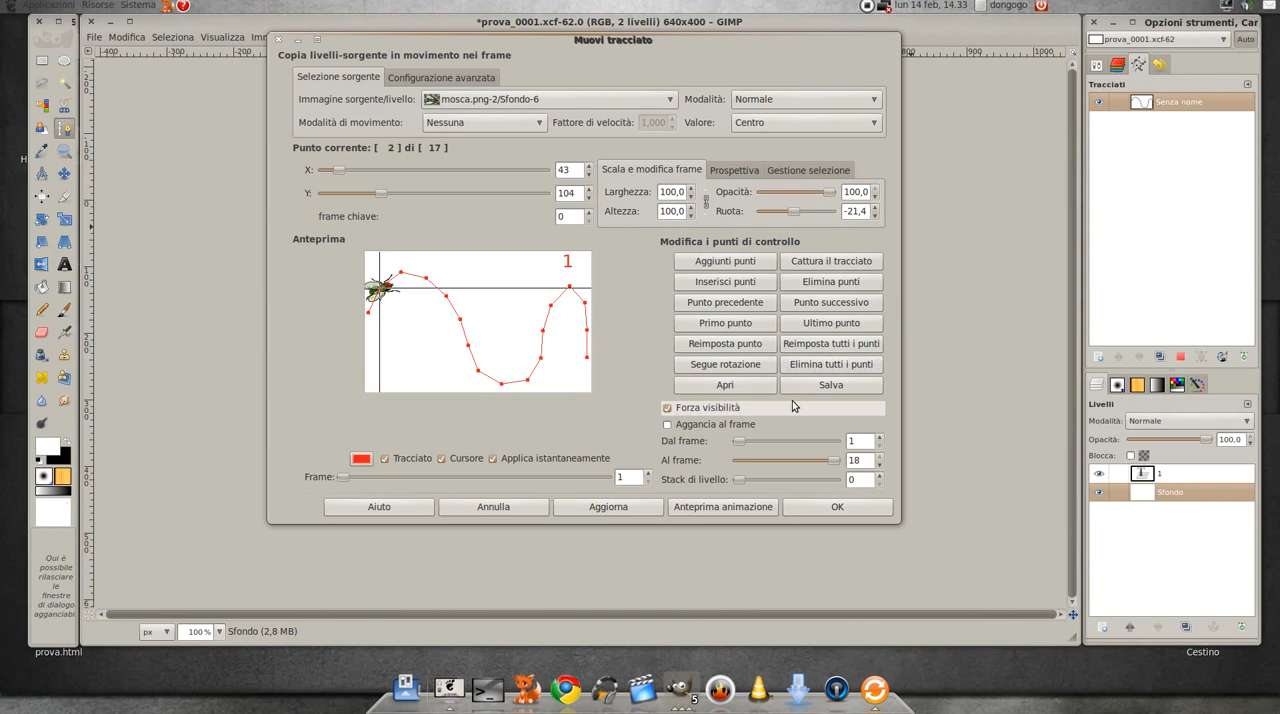 Applicazioni Risorse Sistema
lun 14 feb, 14.33 dongogo
*prova_0001.xcf-62.0 (RGB, 2 livelli) 640x400 – GIMP
File Modifica Seleziona Visualizza
-400 -300 800 900 1000
Muovi tracciato
Copia livelli-sorgente in movimento nei frame
Selezione sorgente Configurazione avanzata
Immagine sorgente/livello: mosca.png-2/Sfondo-6 Modalità: Normale
Modalità di movimento: Nessuna Fattore di velocità: 1,000 Valore: Centro
Punto corrente: [ 2 ] di [ 17 ]
X: 43
Y: 104
frame chiave: 0
Scala e modifica frame Prospettiva Gestione selezione
Larghezza: 100,0 Opacità: 100,0
Altezza: 100,0 Ruota: -21,4
Anteprima
1
Modifica i punti di controllo
Aggiunti punti Cattura il tracciato
Inserisci punti Elimina punti
Punto precedente Punto successivo
Primo punto Ultimo punto
Reimposta punto Reimposta tutti i punti
Segue rotazione Elimina tutti i punti
Apri Salva
Forza visibilità
Aggancia al frame
Dal frame: 1
Al frame: 18
Stack di livello: 0
Tracciato Cursore Applica istantaneamente
Frame: 1
Aiuto Annulla Aggiorna Anteprima animazione OK
px 100% Sfondo (2,8 MB)
Qui è
possibile
rilasciare
le
finestre
di dialogo
agganciabi
prova.html
Opzioni strumenti, Car
prova_0001.xcf-62 Auto
Tracciati
Senza nome
Livelli
Modalità: Normale
Opacità: 100,0
Blocca:
1
Sfondo
Cestino
5